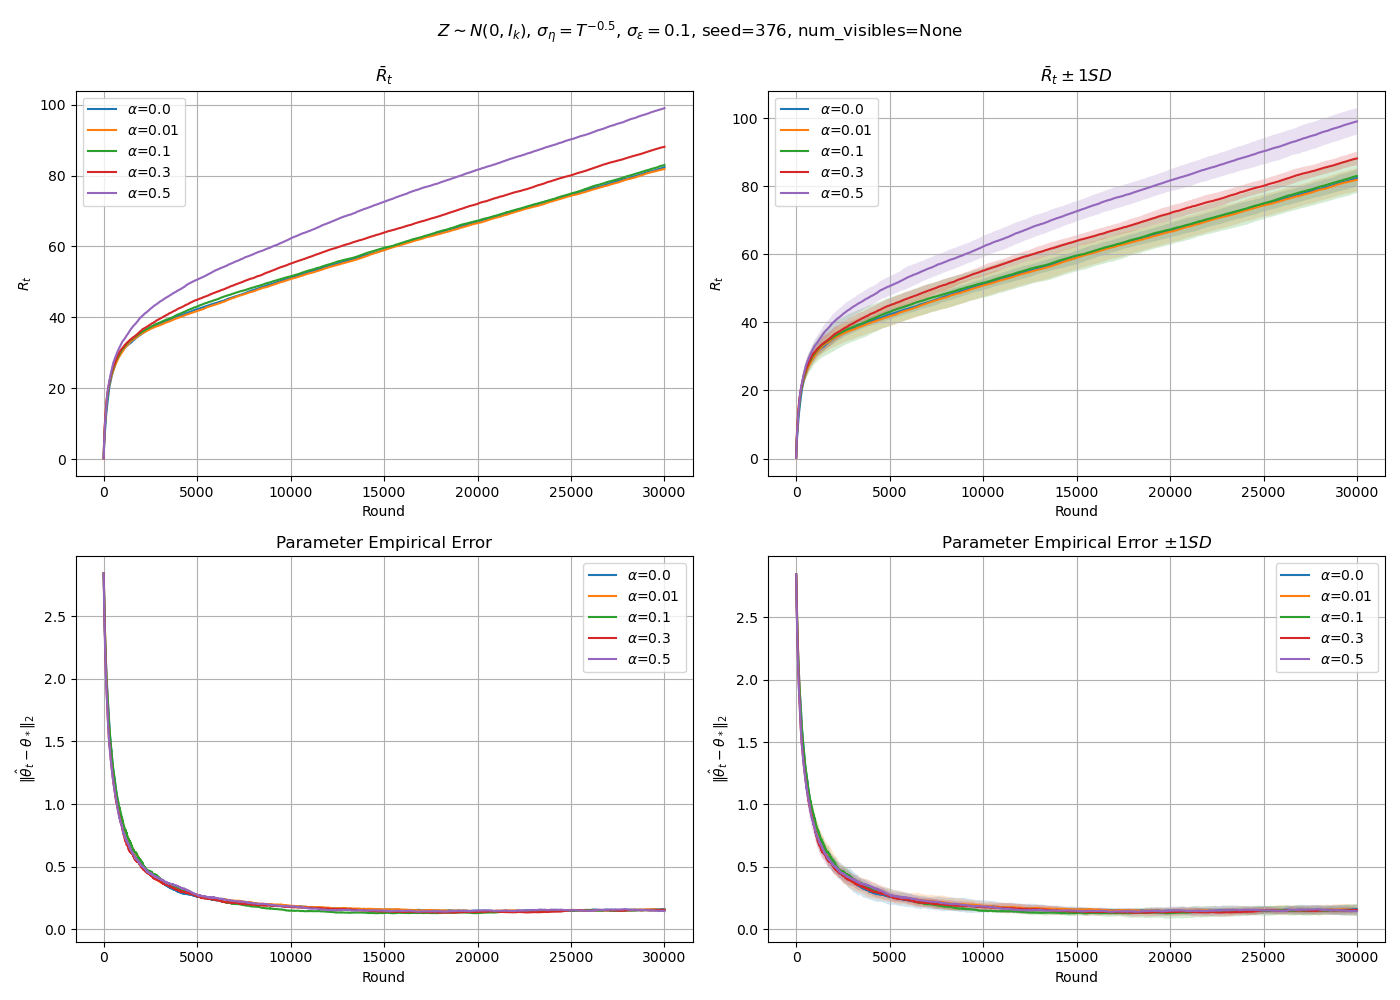 Z ~ N(0, I_k), σ_η = T^{-0.5}, σ_ε = 0.1, seed=376, num_visibles=None
R̄_t
R̄_t ± 1SD
100
80
60
40
20
0
R_t
α=0.0
α=0.01
α=0.1
α=0.3
α=0.5
0 5000 10000 15000 20000 25000 30000
Round
100
80
60
40
20
0
R_t
α=0.0
α=0.01
α=0.1
α=0.3
α=0.5
0 5000 10000 15000 20000 25000 30000
Round
Parameter Empirical Error
2.5
2.0
1.5
1.0
0.5
0.0
‖θ̂_t − θ_*‖_2
α=0.0
α=0.01
α=0.1
α=0.3
α=0.5
0 5000 10000 15000 20000 25000 30000
Round
Parameter Empirical Error ±1SD
2.5
2.0
1.5
1.0
0.5
0.0
‖θ̂_t − θ_*‖_2
α=0.0
α=0.01
α=0.1
α=0.3
α=0.5
0 5000 10000 15000 20000 25000 30000
Round